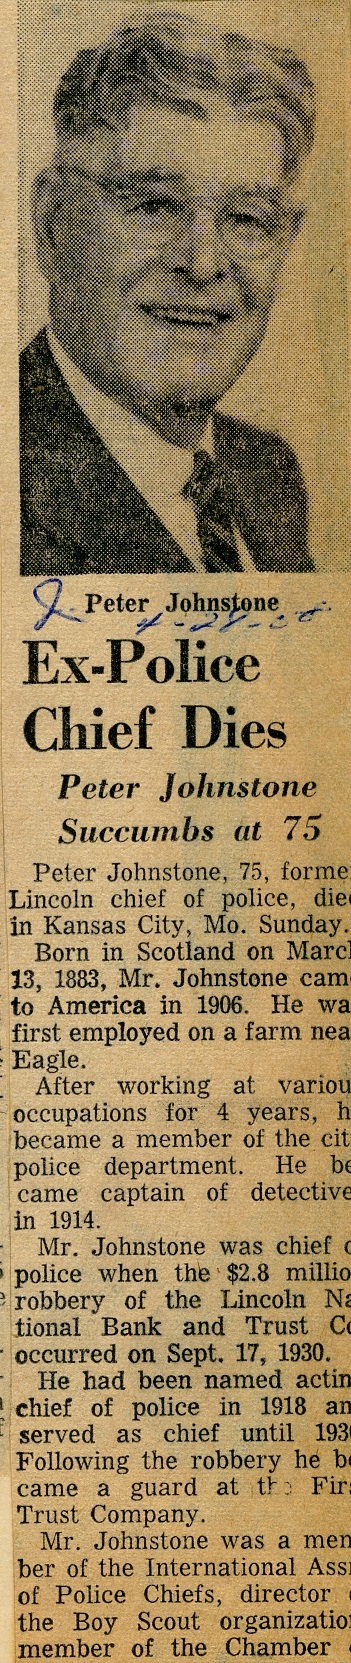 Peter Johnstone
4-28-58
Ex-Police
Chief Dies
Peter Johnstone
Succumbs at 75
Peter Johnstone, 75, forme
Lincoln chief of police, die
in Kansas City, Mo. Sunday.
Born in Scotland on Marc
13, 1883, Mr. Johnstone cam
to America in 1906. He wa
first employed on a farm nea
Eagle.
After working at variou
occupations for 4 years, h
became a member of the cit
police department. He be
came captain of detective
in 1914.
Mr. Johnstone was chief o
police when the $2.8 millio
robbery of the Lincoln Na
tional Bank and Trust Co
occurred on Sept. 17, 1930.
He had been named actin
chief of police in 1918 an
served as chief until 193
Following the robbery he be
came a guard at the Firs
Trust Company.
Mr. Johnstone was a mem
ber of the International Ass
of Police Chiefs, director
the Boy Scout organizatio
member of the Chamber